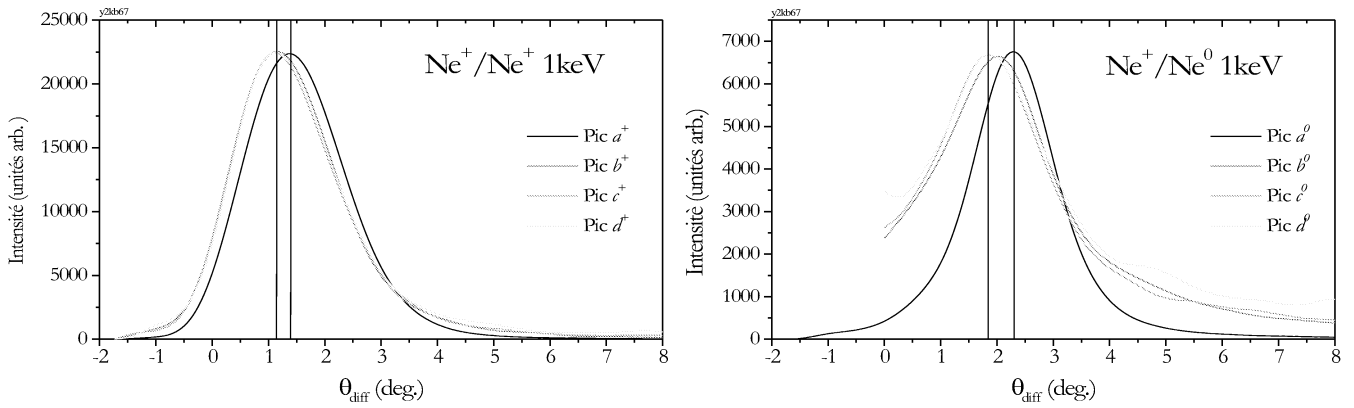 y2kb67
Ne+/Ne+ 1keV
Pic a+
Pic b+
Pic c+
Pic d+
Intensité (unités arb.)
25000
20000
15000
10000
5000
0
-2 -1 0 1 2 3 4 5 6 7 8
θdiff (deg.)
y2kb67
Ne+/Ne0 1keV
Pic a0
Pic b0
Pic c0
Pic d0
Intensitè (unités arb.)
7000
6000
5000
4000
3000
2000
1000
0
-2 -1 0 1 2 3 4 5 6 7 8
θdiff (deg.)